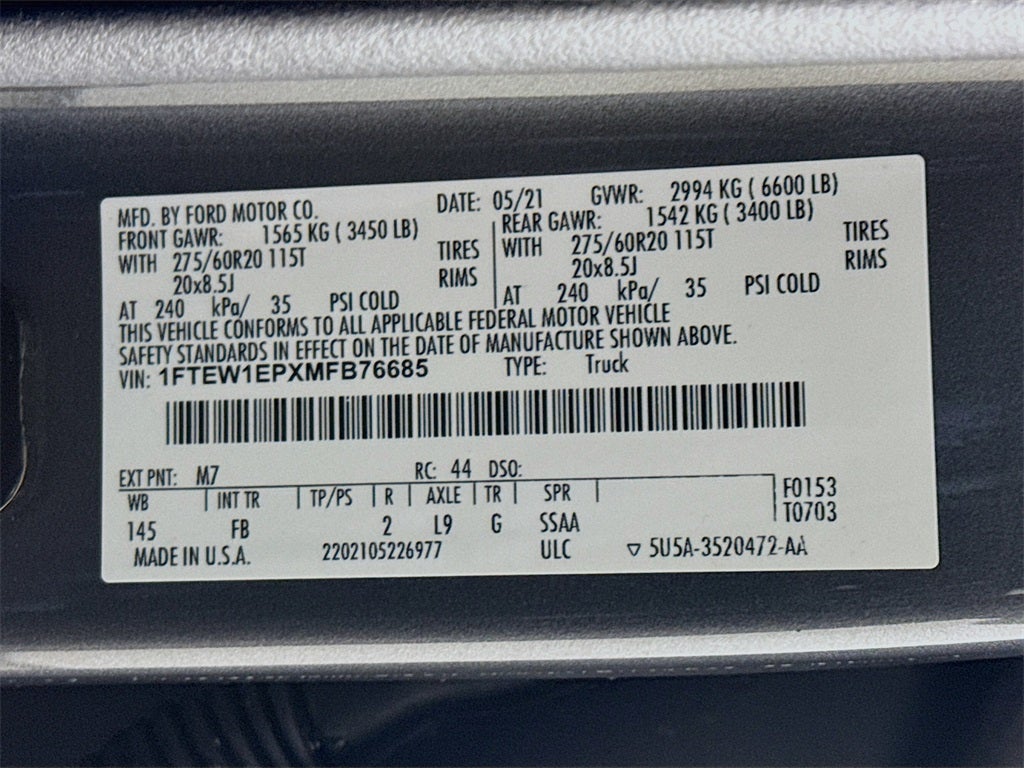 MFD. BY FORD MOTOR CO. DATE: 05/21 GVWR: 2994 KG ( 6600 LB)
FRONT GAWR: 1565 KG ( 3450 LB) REAR GAWR: 1542 KG ( 3400 LB)
WITH 275/60R20 115T TIRES WITH 275/60R20 115T TIRES
20x8.5J RIMS 20x8.5J RIMS
AT 240 kPa/ 35 PSI COLD AT 240 kPa/ 35 PSI COLD
THIS VEHICLE CONFORMS TO ALL APPLICABLE FEDERAL MOTOR VEHICLE
SAFETY STANDARDS IN EFFECT ON THE DATE OF MANUFACTURE SHOWN ABOVE.
VIN: 1FTEW1EPXMFB76685 TYPE: Truck
EXT PNT: M7 RC: 44 DSO:
WB INT TR TP/PS R AXLE TR SPR F0153
145 FB 2 L9 G SSAA T0703
MADE IN U.S.A. 2202105226977 ULC ▽ 5U5A-3520472-AA